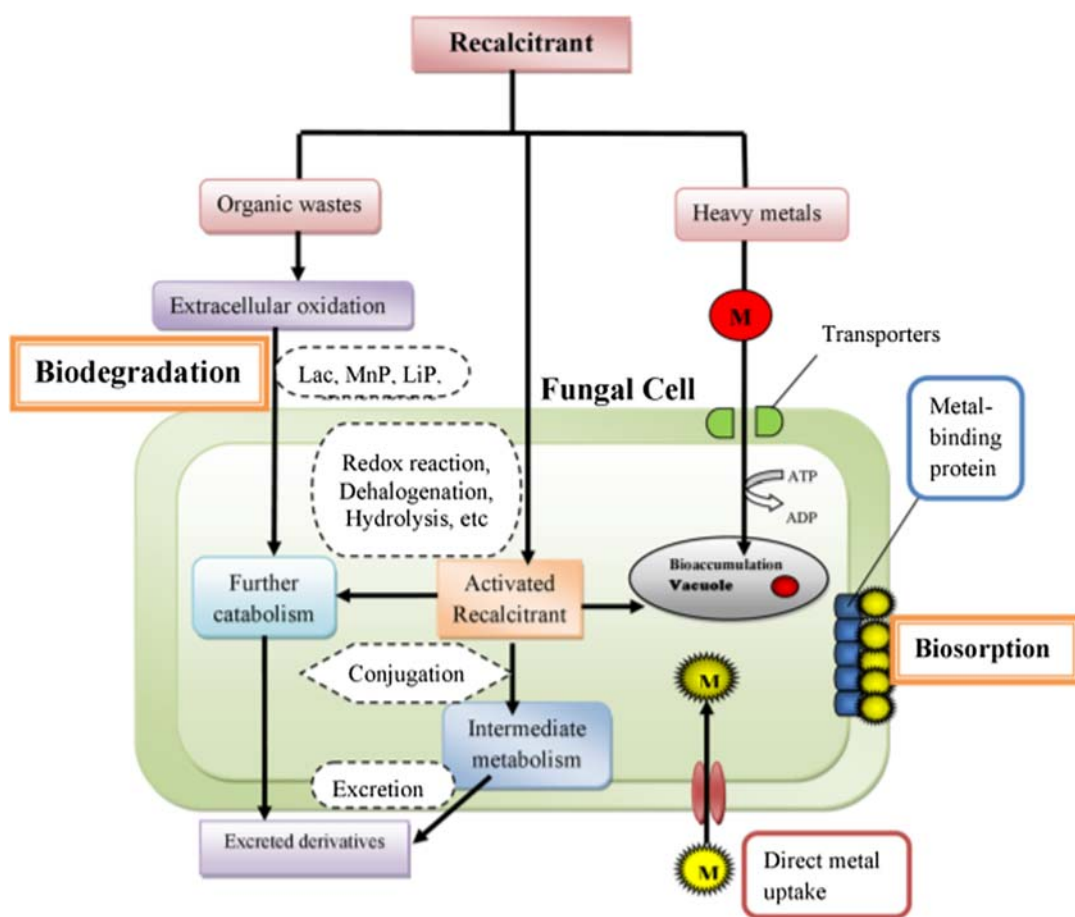 Recalcitrant
Organic wastes
Heavy metals
Extracellular oxidation
M
Transporters
Biodegradation
Lac, MnP, LiP,
Fungal Cell
Metal-
binding
protein
Redox reaction,
Dehalogenation,
Hydrolysis, etc
ATP
ADP
Bioaccumulation
Vacuole
Further
catabolism
Activated
Recalcitrant
Biosorption
Conjugation
M
Intermediate
metabolism
Excretion
Excreted derivatives
M
Direct metal
uptake